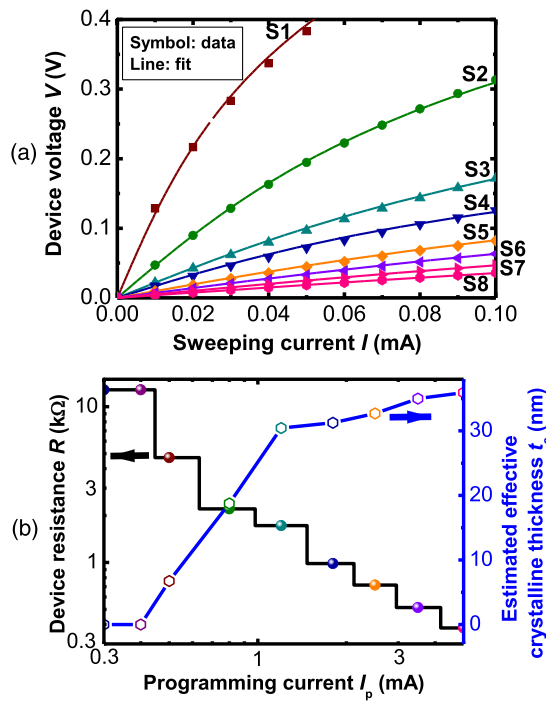 (a)
Device voltage V (V)
0.4
0.3
0.2
0.1
0.0
Symbol: data
Line: fit
S1
S2
S3
S4
S5
S6
S7
S8
0.00 0.02 0.04 0.06 0.08 0.10
Sweeping current I (mA)
(b)
Device resistance R (kΩ)
10
3
1
0.3
30
20
10
0
Estimated effective
crystalline thickness tc (nm)
0.3 1 3
Programming current Ip (mA)